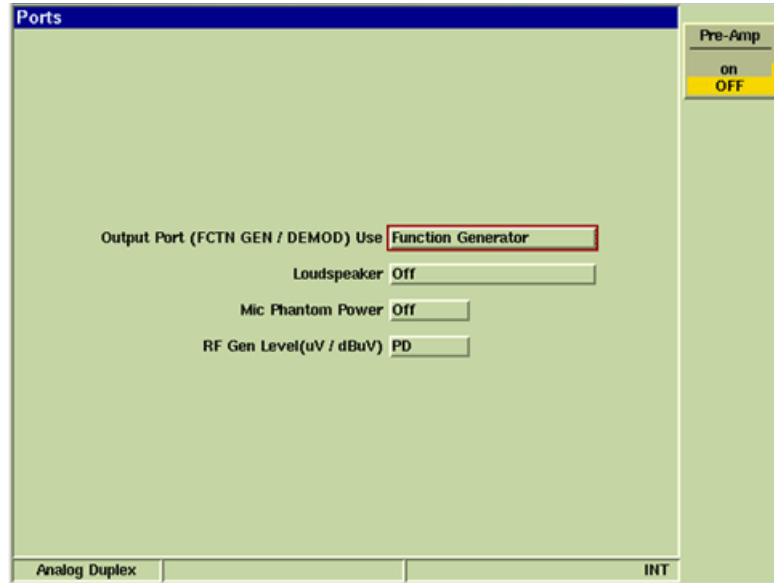 Ports
Pre-Amp
on
OFF
Output Port (FCTN GEN / DEMOD) Use Function Generator
Loudspeaker Off
Mic Phantom Power Off
RF Gen Level(uV / dBuV) PD
Analog Duplex INT